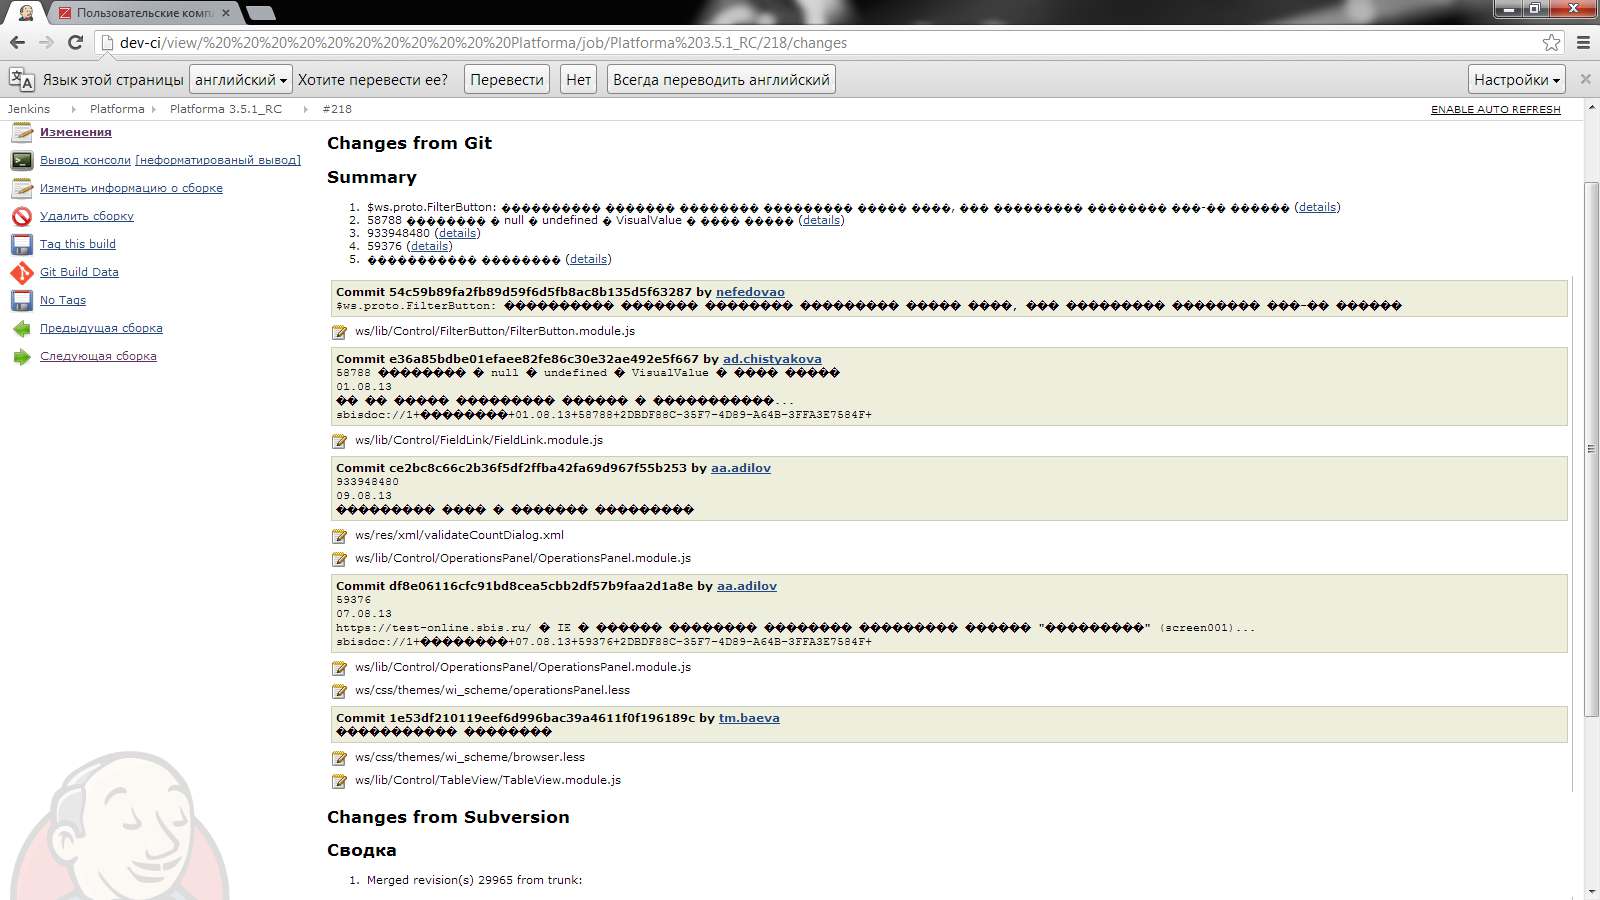 Пользовательские комп
dev-ci/view/%20%20%20%20%20%20%20%20%20%20%20Platforma/job/Platforma%203.5.1_RC/218/changes
Язык этой страницы английский Хотите перевести ее? Перевести Нет Всегда переводить английский Настройки
Jenkins Platforma Platforma 3.5.1_RC #218 ENABLE AUTO REFRESH
Изменения
Вывод консоли [неформатированый вывод]
Изменть информацию о сборке
Удалить сборку
Tag this build
Git Build Data
No Tags
Предыдущая сборка
Следующая сборка
Changes from Git
Summary
1. $ws.proto.FilterButton: ������������ ������� �������� ��������� ����� ����, ��� ��������� �������� ���-�� ������ (details)
2. 58788 �������� � null � undefined � VisualValue � ���� ����� (details)
3. 933948480 (details)
4. 59376 (details)
5. ����������� �������� (details)
Commit 54c59b89fa2fb89d59f6d5fb8ac8b135d5f63287 by nefedovao
$ws.proto.FilterButton: ���������� ������� �������� ��������� ����� ����, ��� ��������� �������� ���-�� ������
ws/lib/Control/FilterButton/FilterButton.module.js
Commit e36a85bdbe01efaee82fe86c30e32ae492e5f667 by ad.chistyakova
58788 �������� � null � undefined � VisualValue � ���� �����
01.08.13
�� �� ����� ��������� ������ � �����������...
sbisdoc://1+��������+01.08.13+58788+2DBDF88C-35F7-4D89-A64B-3FFA3E7584F+
ws/lib/Control/FieldLink/FieldLink.module.js
Commit ce2bc8c66c2b36f5df2ffba42fa69d967f55b253 by aa.adilov
933948480
09.08.13
��������� ���� � ������� ���������
ws/res/xml/validateCountDialog.xml
ws/lib/Control/OperationsPanel/OperationsPanel.module.js
Commit df8e06116cfc91bd8cea5cbb2df57b9faa2d1a8e by aa.adilov
59376
07.08.13
https://test-online.sbis.ru/ � IE � ������ �������� �������� ��������� ������ "���������" (screen001)...
sbisdoc://1+��������+07.08.13+59376+2DBDF88C-35F7-4D89-A64B-3FFA3E7584F+
ws/lib/Control/OperationsPanel/OperationsPanel.module.js
ws/css/themes/wi_scheme/operationsPanel.less
Commit 1e53df210119eef6d996bac39a4611f0f196189c by tm.baeva
����������� ��������
ws/css/themes/wi_scheme/browser.less
ws/lib/Control/TableView/TableView.module.js
Changes from Subversion
Сводка
1. Merged revision(s) 29965 from trunk: